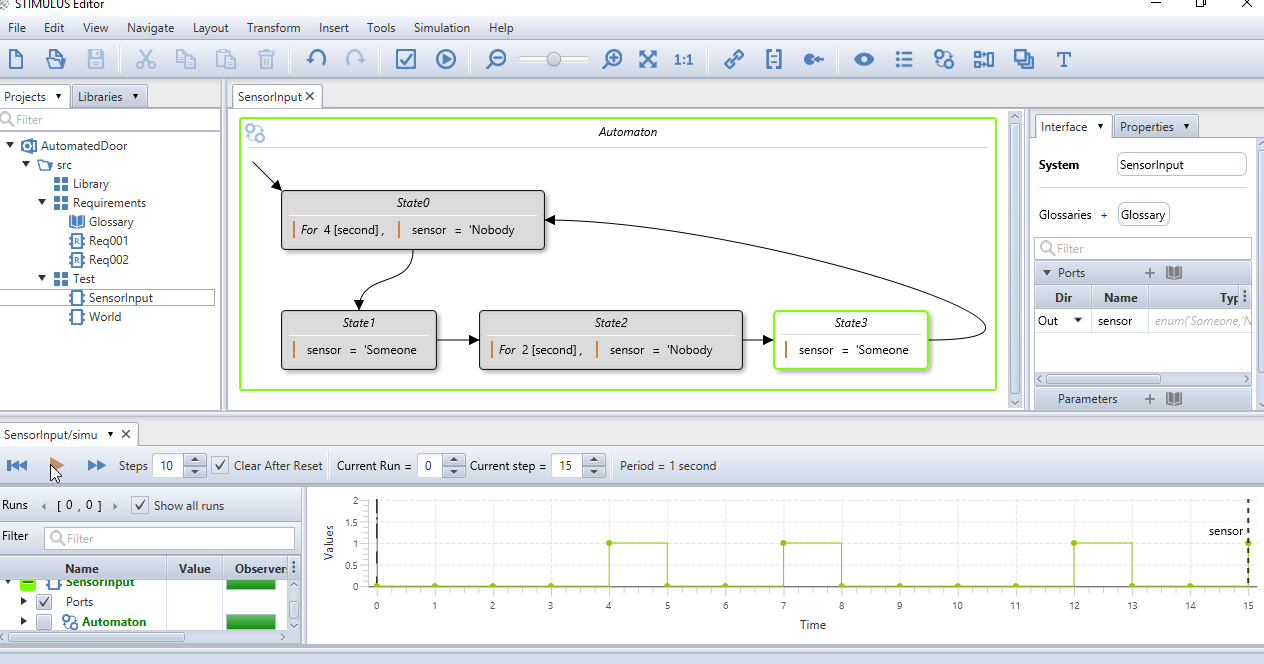 STIMULUS Editor
File Edit View Navigate Layout Transform Insert Tools Simulation Help
1:1 T
Projects Libraries
Filter
AutomatedDoor
src
Library
Requirements
Glossary
Req001
Req002
Test
SensorInput
World
SensorInput
Automaton
State0
For 4 [second] , sensor = 'Nobody
State1
sensor = 'Someone
State2
For 2 [second] , sensor = 'Nobody
State3
sensor = 'Someone
Interface Properties
System SensorInput
Glossaries + Glossary
Filter
Ports +
Dir Name Typ
Out sensor enum('Someone,'N
Parameters +
SensorInput/simu
Steps 10 Clear After Reset Current Run = 0 Current step = 15 Period = 1 second
Runs [ 0 , 0 ] Show all runs
Filter Filter
Name Value Observer
SensorInput
Ports
Automaton
Values
2
1.5
1
0.5
0
sensor
0 1 2 3 4 5 6 7 8 9 10 11 12 13 14 15
Time